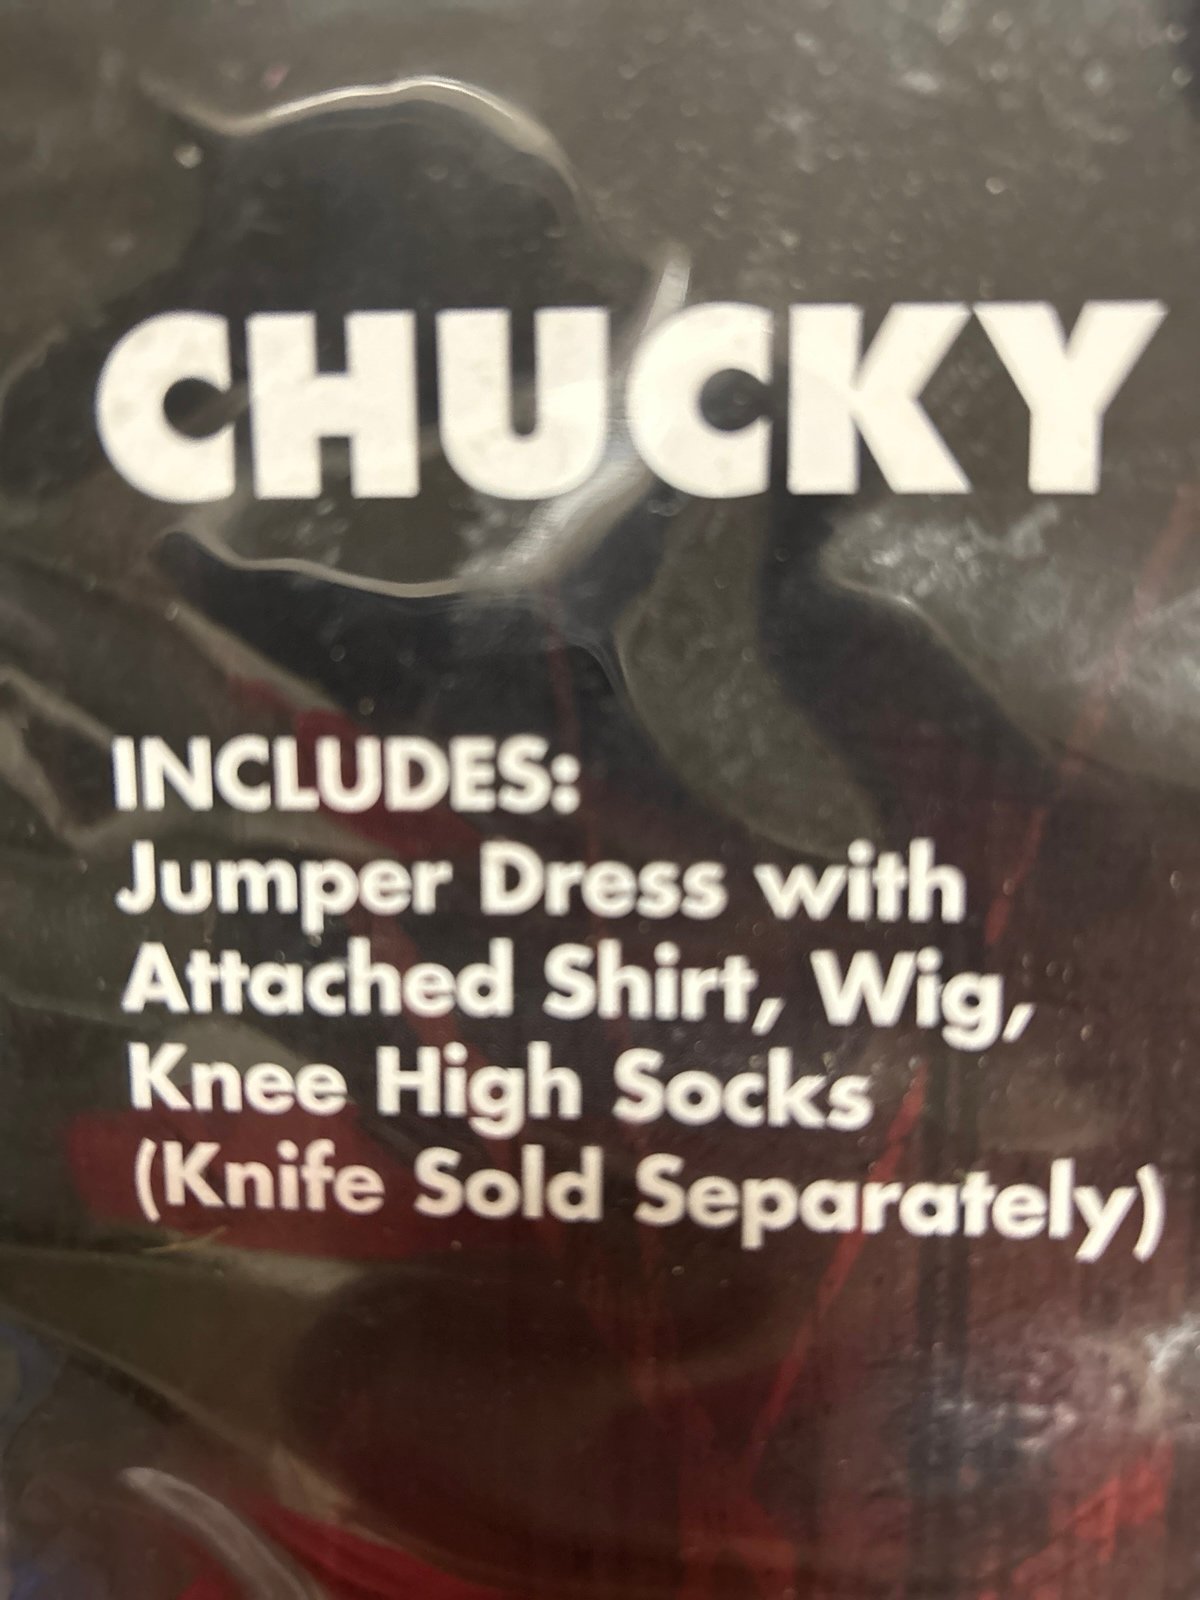 CHUCKY
INCLUDES:
Jumper Dress with
Attached Shirt, Wig,
Knee High Socks
(Knife Sold Separately)